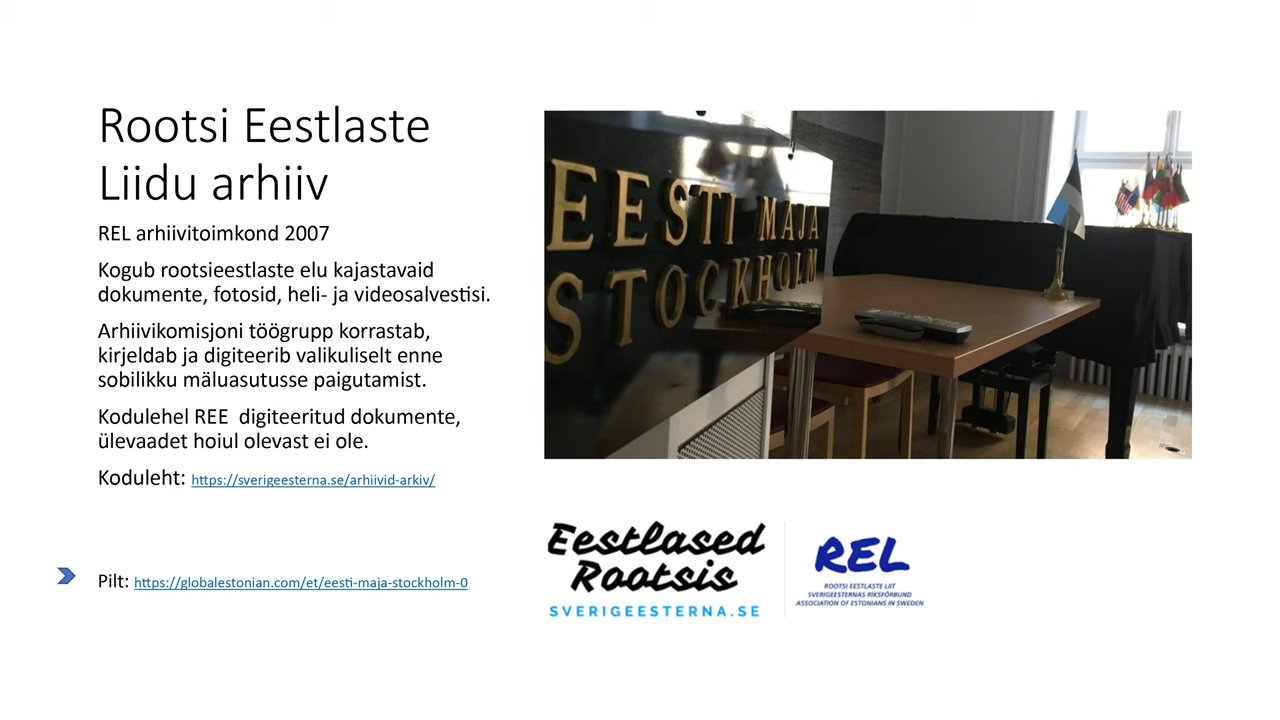 Rootsi Eestlaste
Liidu arhiiv
REL arhiivitoimkond 2007
Kogub rootsieestlaste elu kajastavaid
dokumente, fotosid, heli- ja videosalvestisi.
Arhiivikomisjoni töögrupp korrastab,
kirjeldab ja digiteerib valikuliselt enne
sobilikku mäluasutusse paigutamist.
Kodulehel REE  digiteeritud dokumente,
ülevaadet hoiul olevast ei ole.
Koduleht: https://sverigeesterna.se/arhiivid-arkiv/
Pilt: https://globalestonian.com/et/eesti-maja-stockholm-0
EESTI MAJA
STOCKHOLM
Eestlased
Rootsis
SVERIGEESTERNA.SE
REL
ROOTSI EESTLASTE LIIT
SVERIGEESTERNAS RIKSFÖRBUND
ASSOCIATION OF ESTONIANS IN SWEDEN